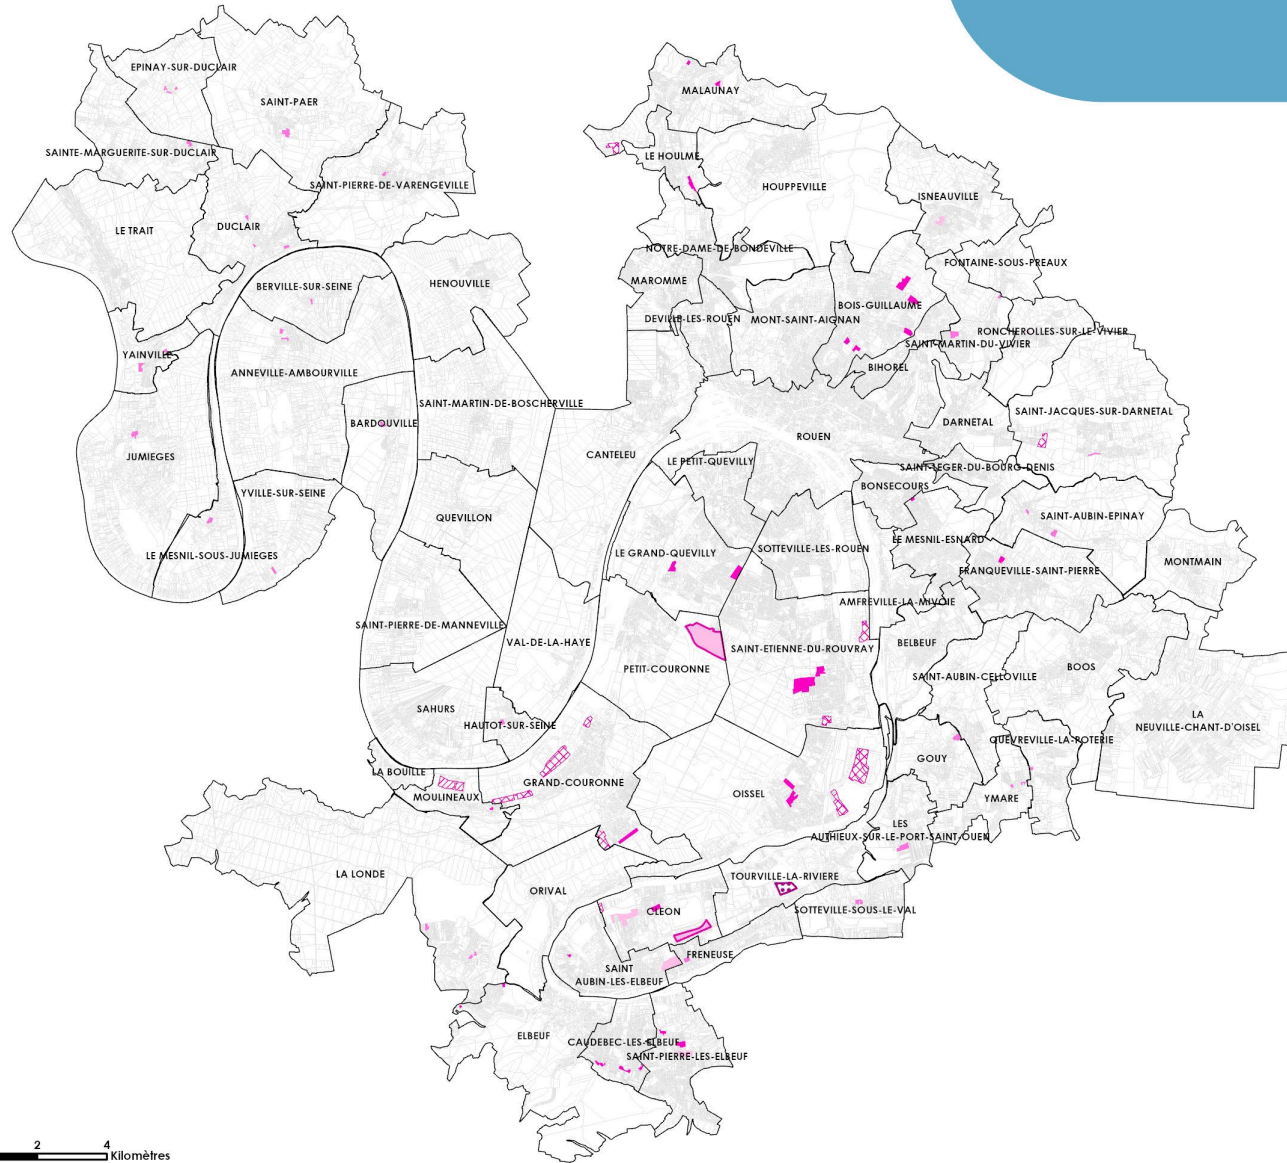 EPINAY-SUR-DUCLAIR
SAINT-PAER
MALAUNAY
SAINTE-MARGUERITE-SUR-DUCLAIR
LE HOULME
SAINT-PIERRE-DE-VARENGEVILLE
HOUPPEVILLE
ISNEAUVILLE
LE TRAIT
DUCLAIR
NOTRE-DAME-DE-BONDEVILLE
FONTAINE-SOUS-PREAUX
BERVILLE-SUR-SEINE
HENOUVILLE
MAROMME
BOIS-GUILLAUME
DEVILLE-LES-ROUEN
MONT-SAINT-AIGNAN
RONCHEROLLES-SUR-LE-VIVIER
SAINT-MARTIN-DU-VIVIER
YAINVILLE
ANNEVILLE-AMBOURVILLE
BIHOREL
SAINT-MARTIN-DE-BOSCHERVILLE
SAINT-JACQUES-SUR-DARNETAL
BARDOUVILLE
DARNETAL
ROUEN
JUMIEGES
CANTELEU
LE PETIT-QUEVILLY
SAINT-LEGER-DU-BOURG-DENIS
BONSECOURS
YVILLE-SUR-SEINE
QUEVILLON
SAINT-AUBIN-EPINAY
LE MESNIL-ESNARD
LE MESNIL-SOUS-JUMIEGES
LE GRAND-QUEVILLY
SOTTEVILLE-LES-ROUEN
MONTMAIN
FRANQUEVILLE-SAINT-PIERRE
AMFREVILLE-LA-MIVOIE
SAINT-PIERRE-DE-MANNEVILLE
VAL-DE-LA-HAYE
SAINT-ETIENNE-DU-ROUVRAY
BELBEUF
PETIT-COURONNE
BOOS
SAINT-AUBIN-CELLOVILLE
SAHURS
HAUTOT-SUR-SEINE
LA
NEUVILLE-CHANT-D'OISEL
QUEVREVILLE-LA-POTERIE
GOUY
LA BOUILLE
GRAND-COURONNE
MOULINEAUX
OISSEL
YMARE
LES
AUTHIEUX-SUR-LE-PORT-SAINT-OUEN
LA LONDE
ORIVAL
TOURVILLE-LA-RIVIERE
CLEON
SOTTEVILLE-SOUS-LE-VAL
FRENEUSE
SAINT
AUBIN-LES-ELBEUF
ELBEUF
CAUDEBEC-LES-ELBEUF
SAINT-PIERRE-LES-ELBEUF
2 4
Kilomètres